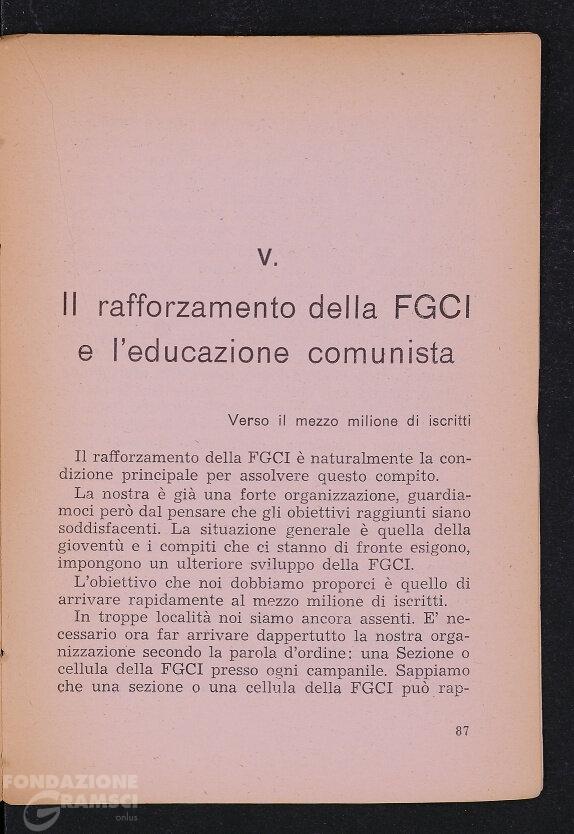 V.
Il rafforzamento della FGCI
e l'educazione comunista
Verso il mezzo milione di iscritti
Il rafforzamento della FGCI è naturalmente la con-
dizione principale per assolvere questo compito.
La nostra è già una forte organizzazione, guardia-
moci però dal pensare che gli obiettivi raggiunti siano
soddisfacenti. La situazione generale è quella della
gioventù e i compiti che ci stanno di fronte esigono,
impongono un ulteriore sviluppo della FGCI.
L'obiettivo che noi dobbiamo proporci è quello di
arrivare rapidamente al mezzo milione di iscritti.
In troppe località noi siamo ancora assenti. E' ne-
cessario ora far arrivare dappertutto la nostra orga-
nizzazione secondo la parola d'ordine: una Sezione o
cellula della FGCI presso ogni campanile. Sappiamo
che una sezione o una cellula della FGCI può rap-
87
FONDAZIONE
GRAMSCI
onlus